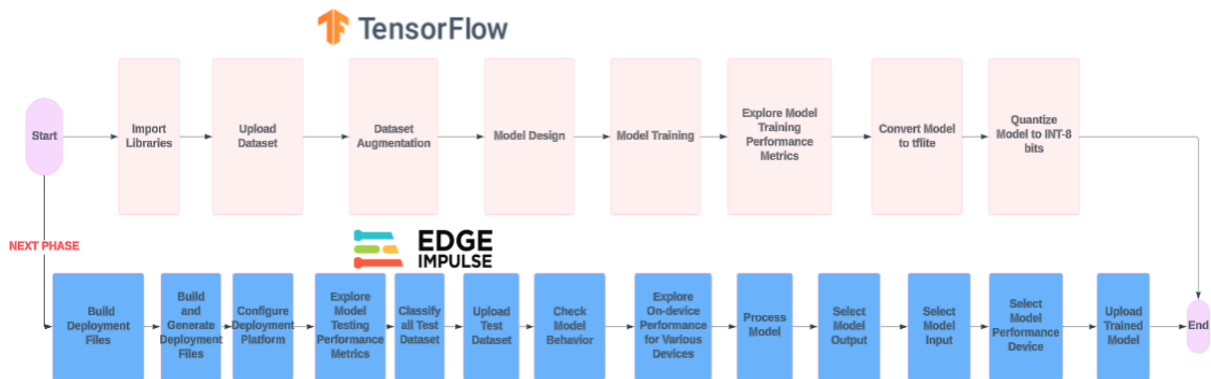 TensorFlow
Start
Import
Libraries
Upload
Dataset
Dataset
Augmentation
Model Design
Model Training
Explore Model
Training
Performance
Metrics
Convert Model
to tflite
Quantize
Model to INT-8
bits
NEXT PHASE
EDGE
IMPULSE
Build
Deployment
Files
Build
and
Generate
Deployment
Files
Configure
Deployment
Platform
Explore
Model
Testing
Performance
Metrics
Classify
all Test
Dataset
Upload
Test
Dataset
Check
Model
Behavior
Explore
On-device
Performance
for Various
Devices
Process
Model
Select
Model
Output
Select
Model
Input
Select
Model
Performance
Device
Upload
Trained
Model
End